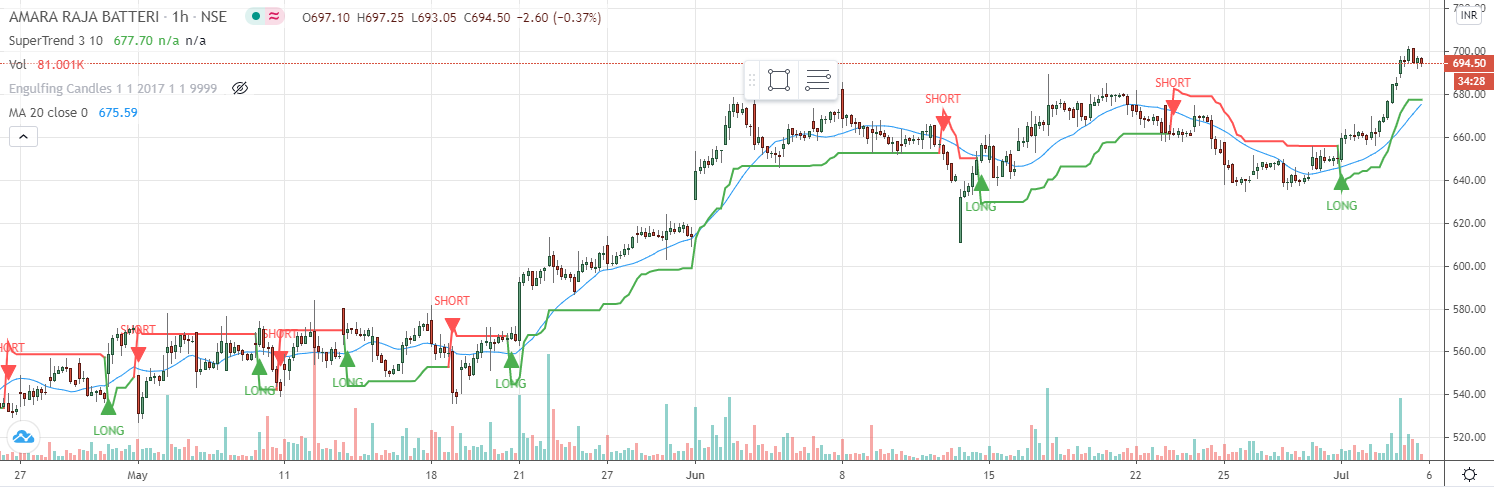 AMARA RAJA BATTERI · 1h · NSE O697.10 H697.25 L693.05 C694.50 −2.60 (−0.37%)
SuperTrend 3 10 677.70 n/a n/a
Vol 81.001K
Engulfing Candles 1 1 2017 1 1 9999
MA 20 close 0 675.59
INR
700.00
694.50
34:28
680.00
660.00
640.00
620.00
600.00
580.00
560.00
540.00
520.00
SHORT
LONG
SHORT
LONG
SHORT
LONG
SHORT
LONG
SHORT
LONG
SHORT
LONG
27 May 11 18 21 27 Jun 8 15 22 25 Jul 6